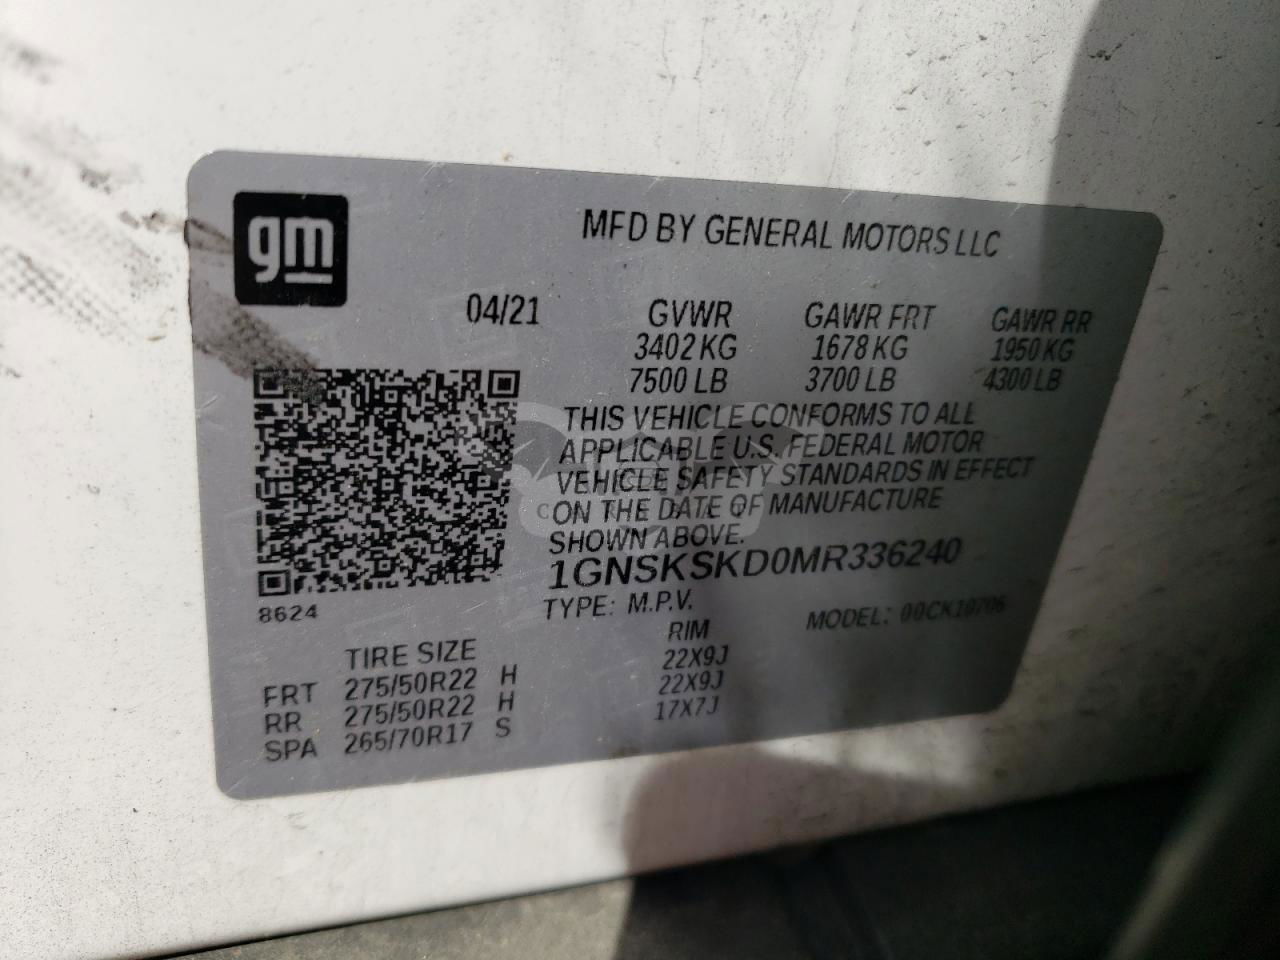 gm
MFD BY GENERAL MOTORS LLC
04/21 GVWR GAWR FRT GAWR RR
3402 KG 1678 KG 1950 KG
7500 LB 3700 LB 4300 LB
THIS VEHICLE CONFORMS TO ALL
APPLICABLE U.S. FEDERAL MOTOR
VEHICLE SAFETY STANDARDS IN EFFECT
ON THE DATE OF MANUFACTURE
SHOWN ABOVE.
1GNSKSKD0MR336240
8624
TYPE: M.P.V. MODEL: 00CK10706
TIRE SIZE RIM
FRT 275/50R22 H 22X9J
RR 275/50R22 H 22X9J
SPA 265/70R17 S 17X7J